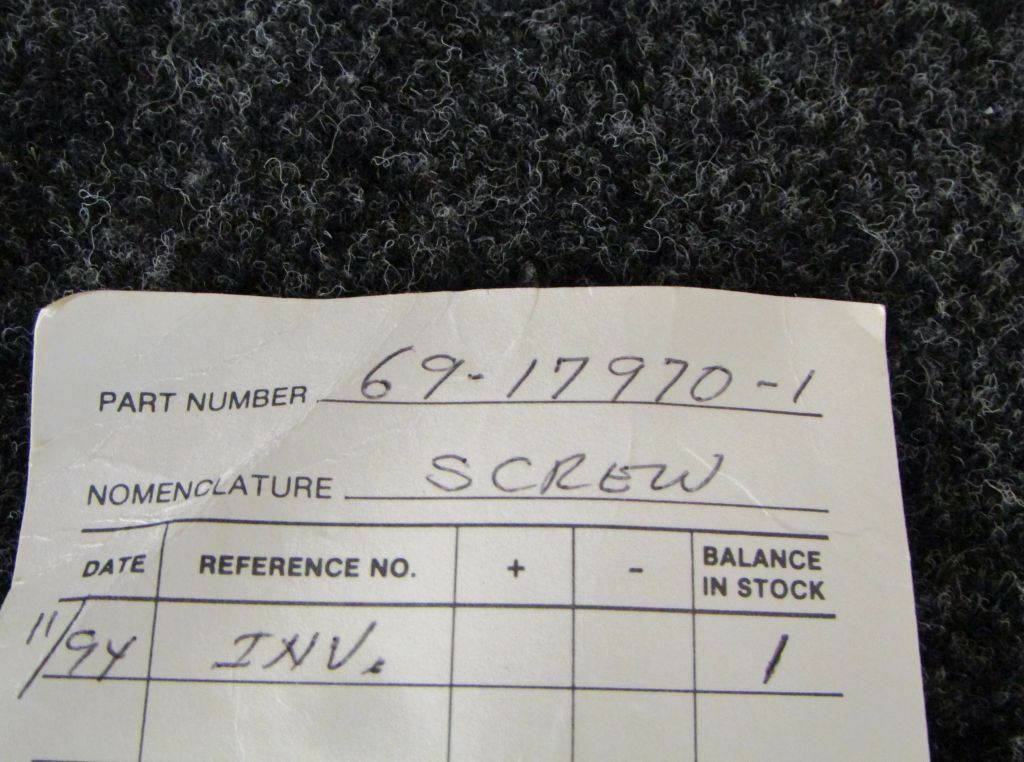 PART NUMBER 69-17970-1
NOMENCLATURE SCREW
DATE REFERENCE NO. + - BALANCE IN STOCK
11/94 INV. 1